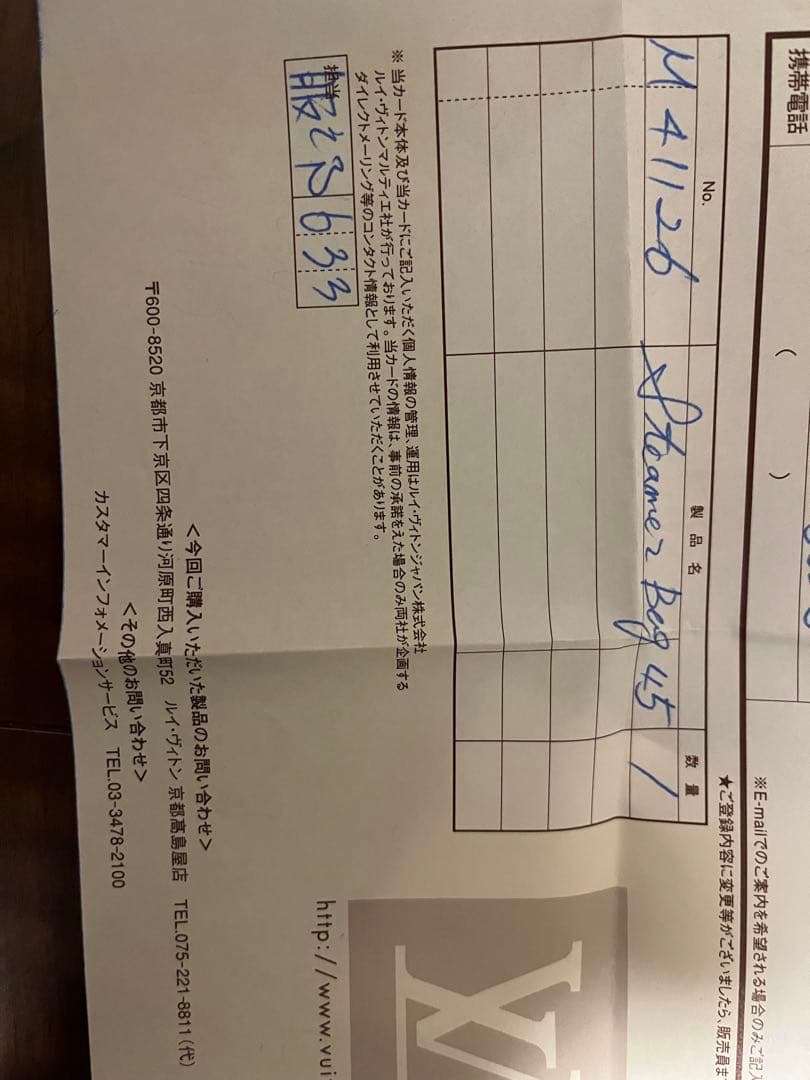 携帯電話
(　　　)
※E-mailでのご案内を希望される場合のみご記入
★ご登録内容に変更等がございましたら、販売員ま
No.　製品名　数量
M41126　Steamer Bag 45　1
※当カード本体及び当カードにご記入いただく個人情報の管理、運用はルイ・ヴィトンジャパン株式会社
ルイ・ヴィトンマルティエ社が行っております。当カードの情報は、事前の承諾をえた場合のみ両社が企画する
ダイレクトメーリング等のコンタクト情報として利用させていただくことがあります。
担当
633
http://www.vui
<今回ご購入いただいた製品のお問い合わせ>
〒600-8520 京都市下京区四条通り河原町西入真町52　ルイ・ヴィトン 京都髙島屋店　TEL.075-221-8811(代)
<その他のお問い合わせ>
カスタマーインフォメーションサービス　TEL.03-3478-2100